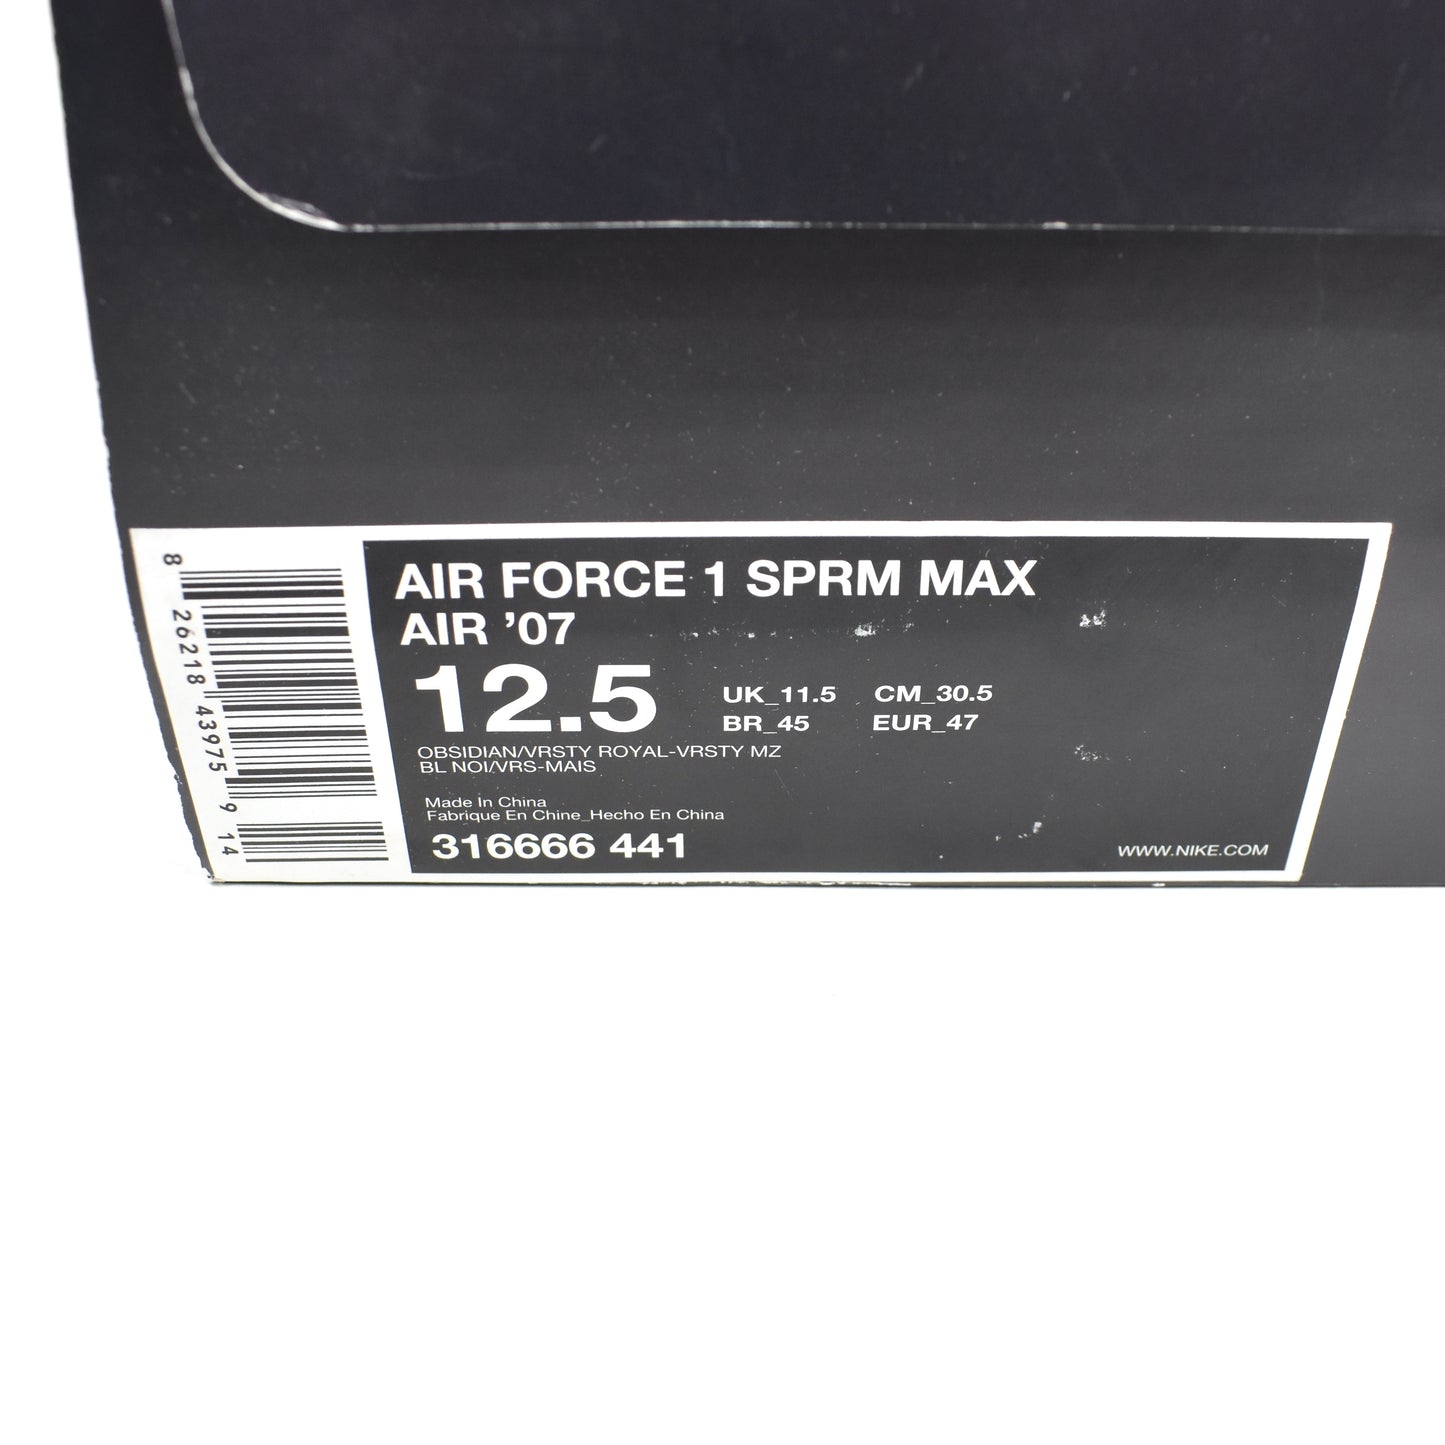 AIR FORCE 1 SPRM MAX
AIR ’07
12.5
UK_11.5 CM_30.5
BR_45 EUR_47
OBSIDIAN/VRSTY ROYAL-VRSTY MZ
BL NOI/VRS-MAIS
Made In China
Fabrique En Chine_Hecho En China
316666 441
WWW.NIKE.COM
8 26218 43975 9 14